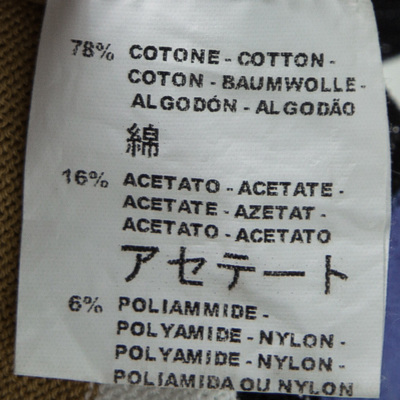 78% COTONE - COTTON -
COTON - BAUMWOLLE -
ALGODÓN - ALGODÃO
綿
16% ACETATO - ACETATE -
ACETATE - AZETAT -
ACETATO - ACETATO
アセテート
6% POLIAMMIDE -
POLYAMIDE - NYLON -
POLYAMIDE - NYLON -
POLIAMIDA OU NYLON